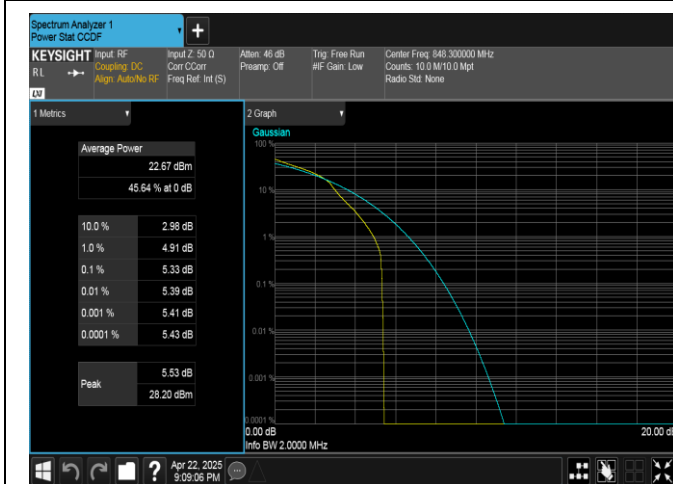 Spectrum Analyzer 1
Power Stat CCDF
+
KEYSIGHT
RL
LXI
Input: RF
Coupling: DC
Align: Auto/No RF
Input Z: 50 Ω
Corr CCorr
Freq Ref: Int (S)
Atten: 46 dB
Preamp: Off
Trig: Free Run
#IF Gain: Low
Center Freq: 848.300000 MHz
Counts: 10.0 M/10.0 Mpt
Radio Std: None
1 Metrics
Average Power
22.67 dBm
45.64 % at 0 dB
10.0 % 2.98 dB
1.0 % 4.91 dB
0.1 % 5.33 dB
0.01 % 5.39 dB
0.001 % 5.41 dB
0.0001 % 5.43 dB
Peak
5.53 dB
28.20 dBm
2 Graph
Gaussian
100 %
10 %
1 %
0.1 %
0.01 %
0.001 %
0.0001 %
0.00 dB
20.00 d
Info BW 2.0000 MHz
?
Apr 22, 2025
9:09:06 PM